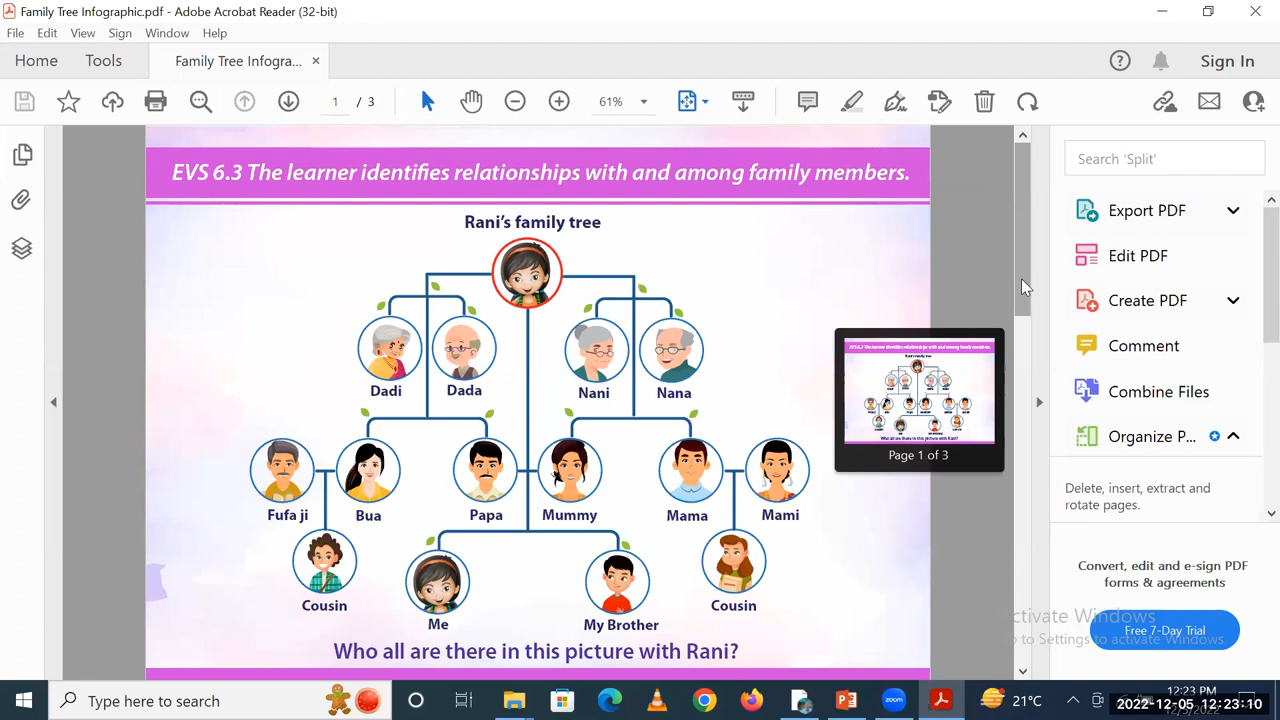 Family Tree Infographic.pdf - Adobe Acrobat Reader (32-bit)
File Edit View Sign Window Help
Home Tools Family Tree Infogra... × Sign In
1 / 3 61%
EVS 6.3 The learner identifies relationships with and among family members.
Rani's family tree
Dadi Dada Nani Nana
Fufa ji Bua Papa Mummy Mama Mami
Cousin Cousin
Me My Brother
Who all are there in this picture with Rani?
Page 1 of 3
Search 'Split'
Export PDF
Edit PDF
Create PDF
Comment
Combine Files
Organize P...
Delete, insert, extract and
rotate pages.
Convert, edit and e-sign PDF
forms & agreements
Free 7-Day Trial
Activate Windows
Go to Settings to activate Windows.
Type here to search
zoom
21°C
12:23 PM
2022-12-05 12:23:10